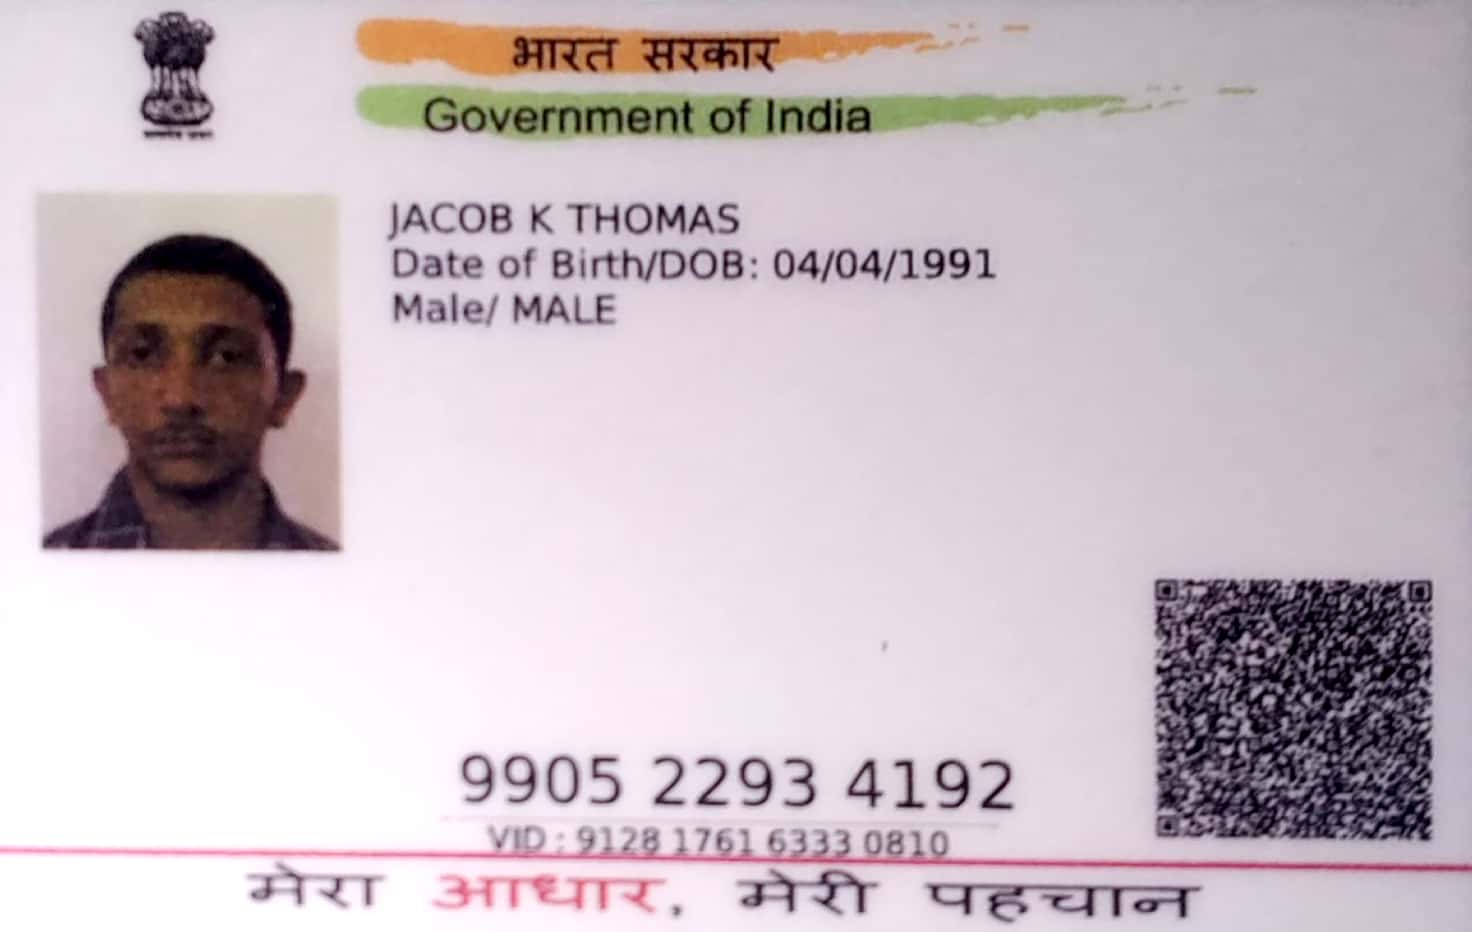 भारत सरकार
Government of India
JACOB K THOMAS
Date of Birth/DOB: 04/04/1991
Male/ MALE
9905 2293 4192
VID : 9128 1761 6333 0810
मेरा आधार, मेरी पहचान